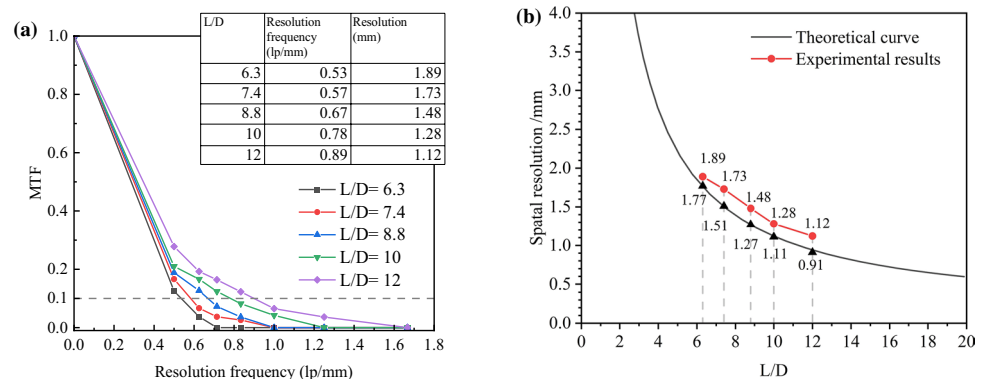 (a)
L/D Resolution frequency (lp/mm) Resolution (mm)
6.3 0.53 1.89
7.4 0.57 1.73
8.8 0.67 1.48
10 0.78 1.28
12 0.89 1.12
MTF
1.0
0.8
0.6
0.4
0.2
0.1
0.0
L/D= 6.3
L/D= 7.4
L/D= 8.8
L/D= 10
L/D= 12
0.0 0.2 0.4 0.6 0.8 1.0 1.2 1.4 1.6 1.8
Resolution frequency (lp/mm)
(b)
Spatal resolution /mm
4.0
3.5
3.0
2.5
2.0
1.5
1.0
0.5
0.0
Theoretical curve
Experimental results
1.89
1.73
1.48
1.28
1.12
1.77
1.51
1.27
1.11
0.91
0 2 4 6 8 10 12 14 16 18 20
L/D